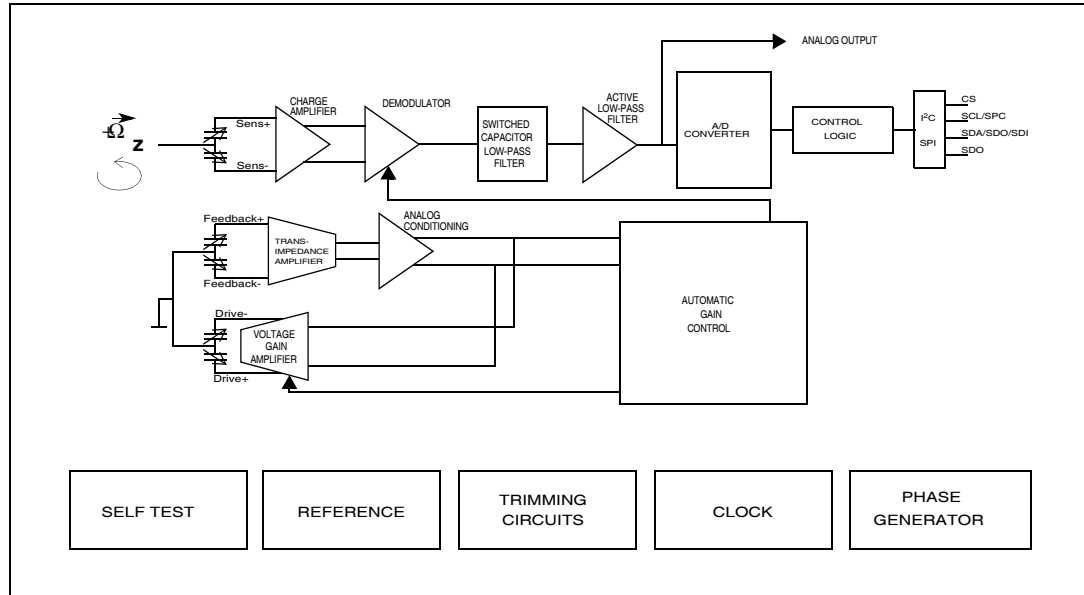 ANALOG OUTPUT
CHARGE
AMPLIFIER
DEMODULATOR
ACTIVE
LOW-PASS
FILTER
+Ω
z
Sens+
Sens-
SWITCHED
CAPACITOR
LOW-PASS
FILTER
A/D
CONVERTER
CONTROL
LOGIC
I²C
SPI
CS
SCL/SPC
SDA/SDO/SDI
SDO
Feedback+
Feedback-
TRANS-
IMPEDANCE
AMPLIFIER
ANALOG
CONDITIONING
Drive-
Drive+
VOLTAGE
GAIN
AMPLIFIER
AUTOMATIC
GAIN
CONTROL
SELF TEST
REFERENCE
TRIMMING
CIRCUITS
CLOCK
PHASE
GENERATOR